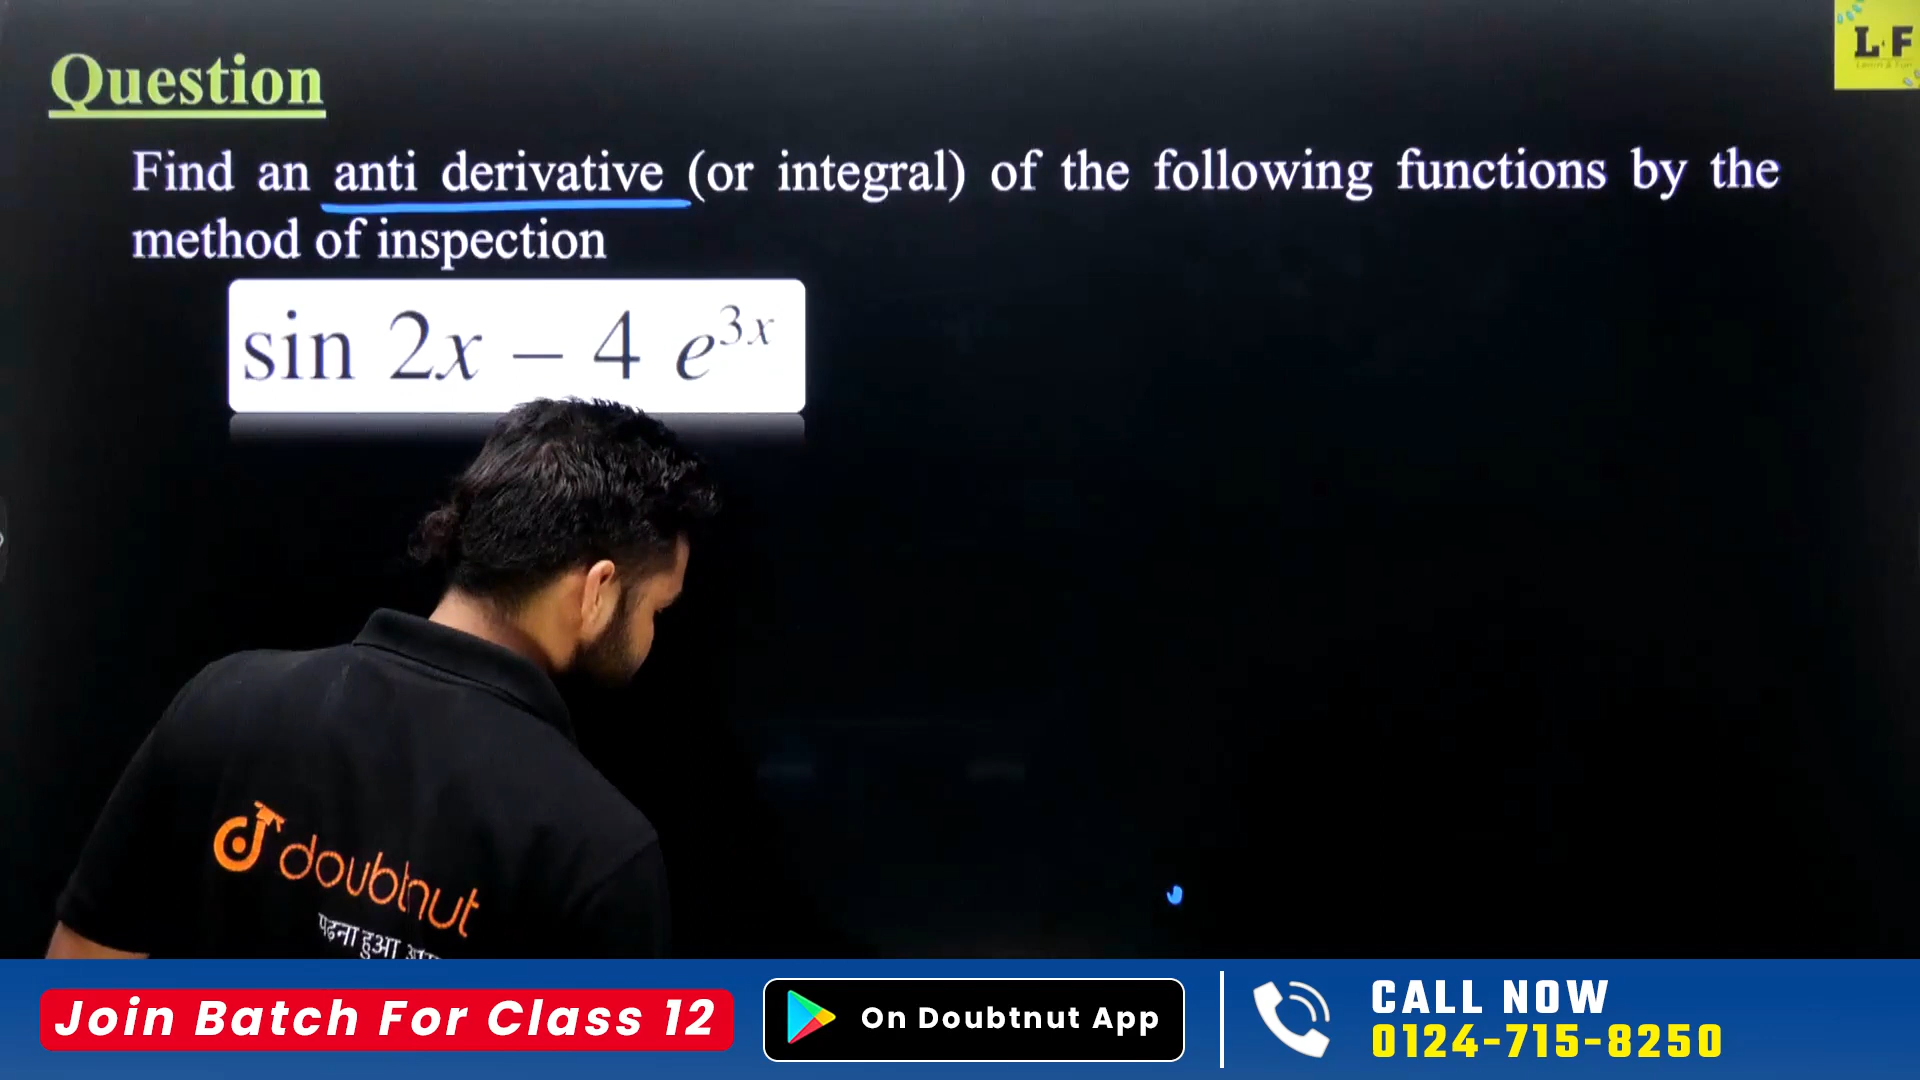 Question
L·F
Find an anti derivative (or integral) of the following functions by the
method of inspection
sin 2x – 4 e^{3x}
doubtnut
पढ़ना हुआ
Join Batch For Class 12
On Doubtnut App
CALL NOW
0124-715-8250